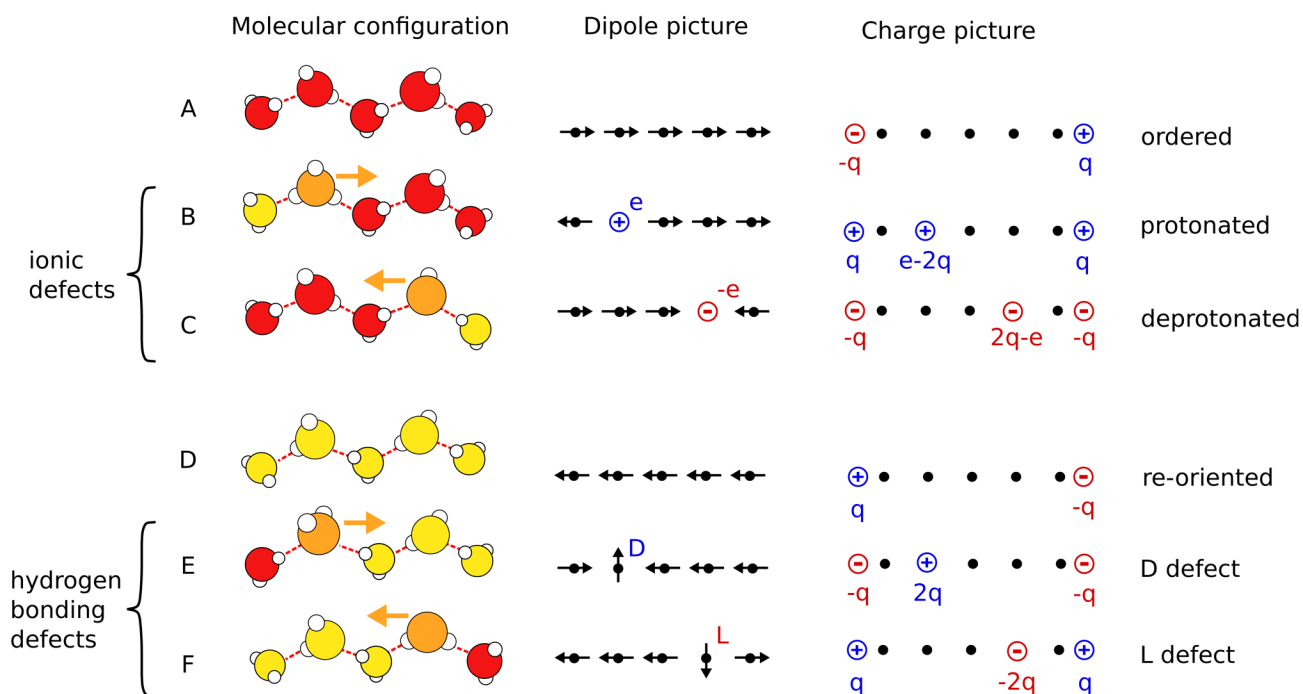 Molecular configuration
Dipole picture
Charge picture
A
-
+
-q
q
ordered
B
e
+
+
+
+
q
e-2q
q
protonated
ionic
defects
C
-e
-
-
-
-
-q
2q-e
-q
deprotonated
D
+
-
q
-q
re-oriented
E
D
-
+
-
-q
2q
-q
D defect
hydrogen
bonding
defects
F
L
+
-
+
q
-2q
q
L defect